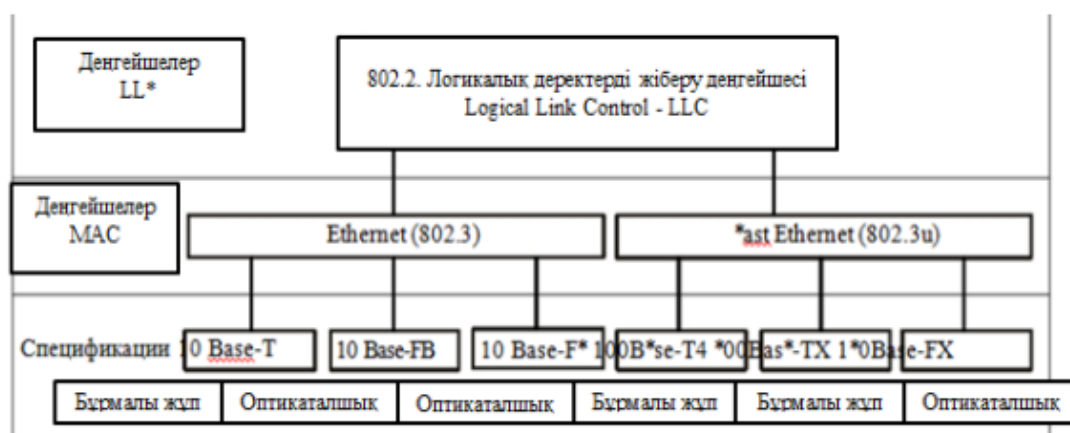 Деңгейшелер
LL*
802.2. Логикалық деректерді жіберу деңгейшесі
Logical Link Control - LLC
Деңгейшелер
MAC
Ethernet (802.3)
*ast Ethernet (802.3u)
Спецификации 10 Base-T
10 Base-FB
10 Base-F* 100B*se-T4 *00Bas*-TX 1*0Base-FX
Бұрмалы жұп
Оптикаталшық
Оптикаталшық
Бұрмалы жұп
Бұрмалы жұп
Оптикаталшық